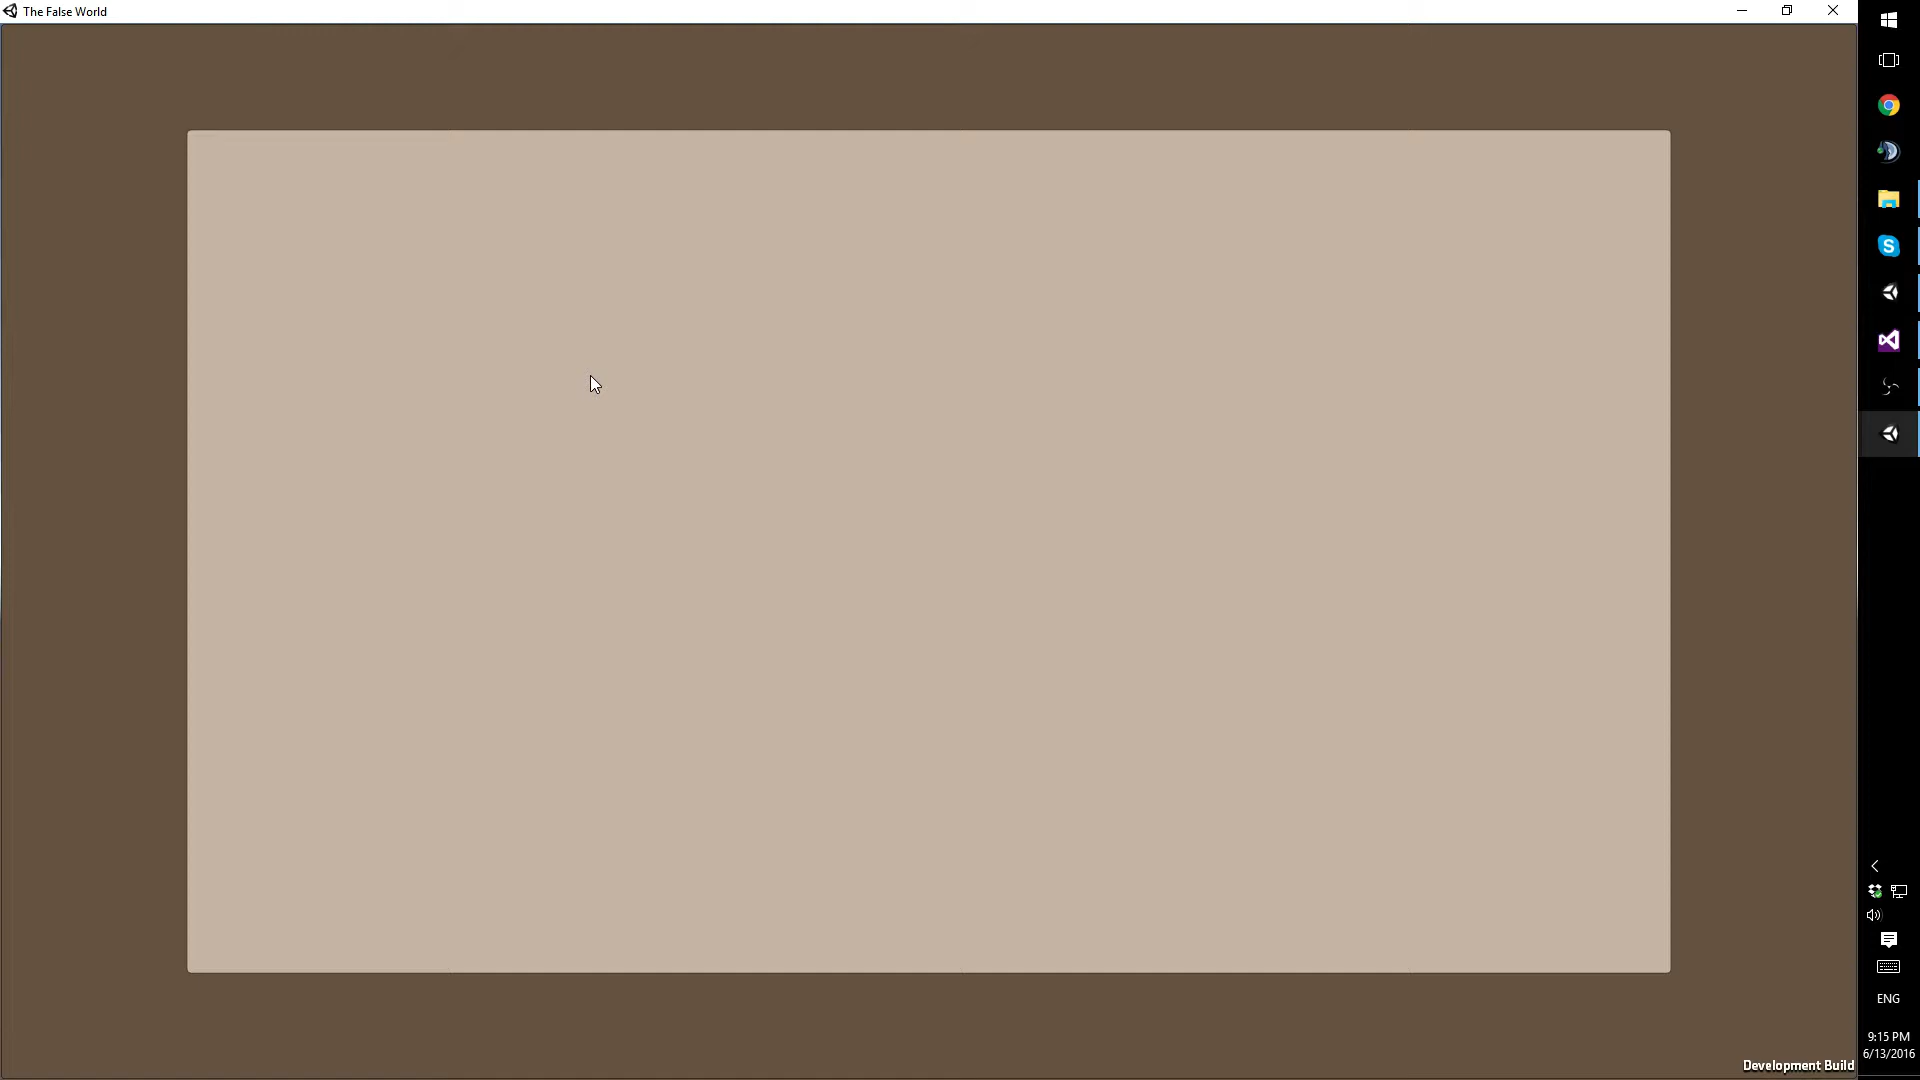 The False World
S
ENG
9:15 PM
6/13/2016
Development Build